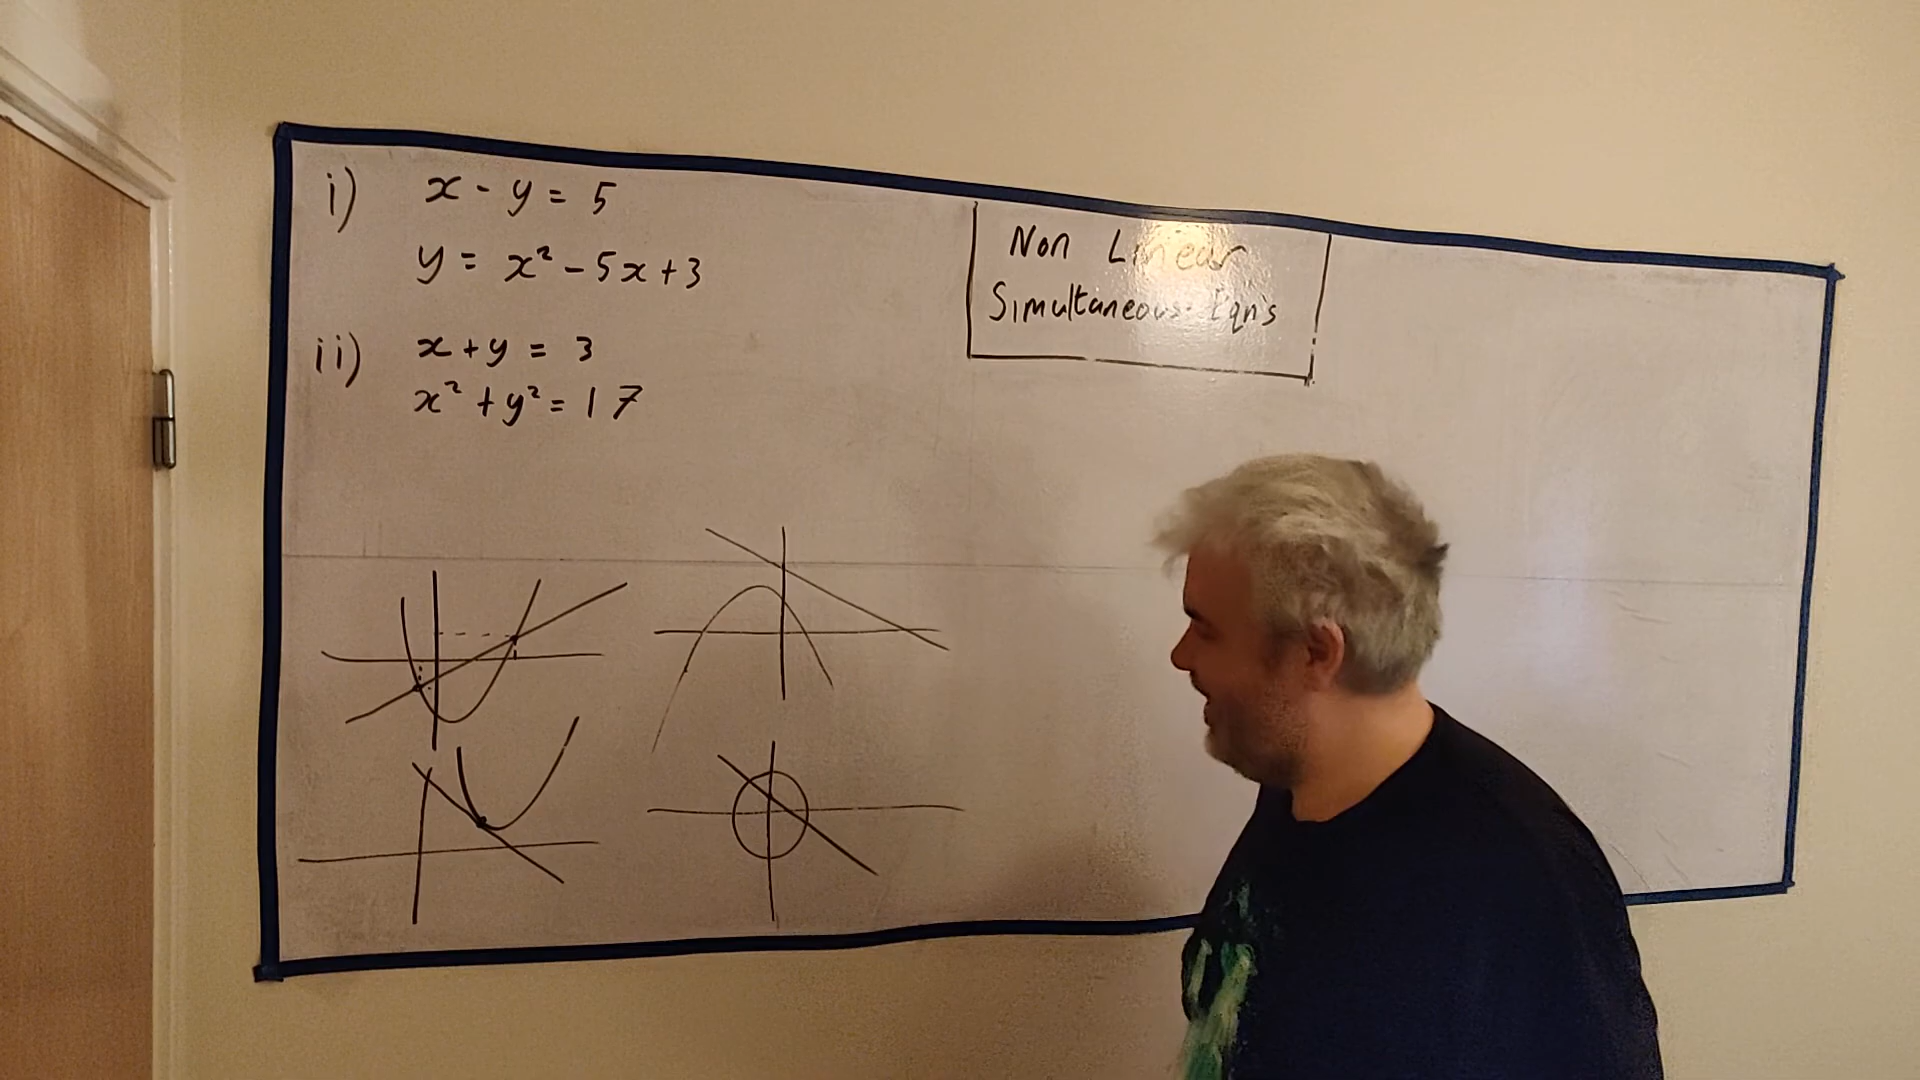 i) x - y = 5
y = x² - 5x + 3
ii) x + y = 3
x² + y² = 17
Non Linear
Simultaneous Eqn's